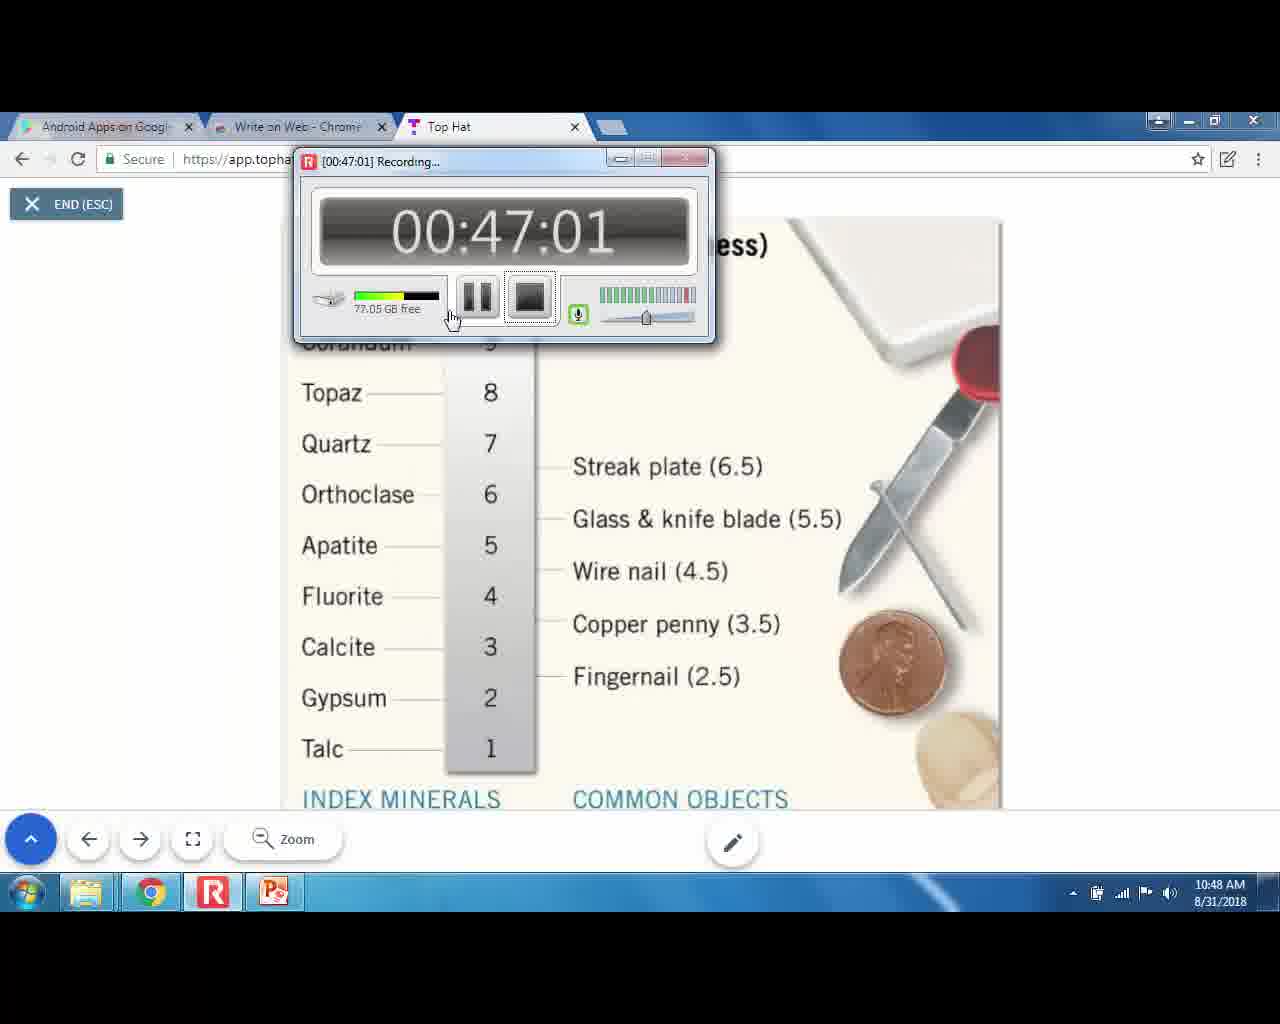 Android Apps on Googl
Write on Web - Chrome
Top Hat
Secure
https://app.topha
[00:47:01] Recording...
END (ESC)
00:47:01
ess)
77.05 GB free
Corundum 9
Topaz 8
Quartz 7
Streak plate (6.5)
Orthoclase 6
Glass & knife blade (5.5)
Apatite 5
Wire nail (4.5)
Fluorite 4
Copper penny (3.5)
Calcite 3
Fingernail (2.5)
Gypsum 2
Talc 1
INDEX MINERALS COMMON OBJECTS
Zoom
10:48 AM
8/31/2018